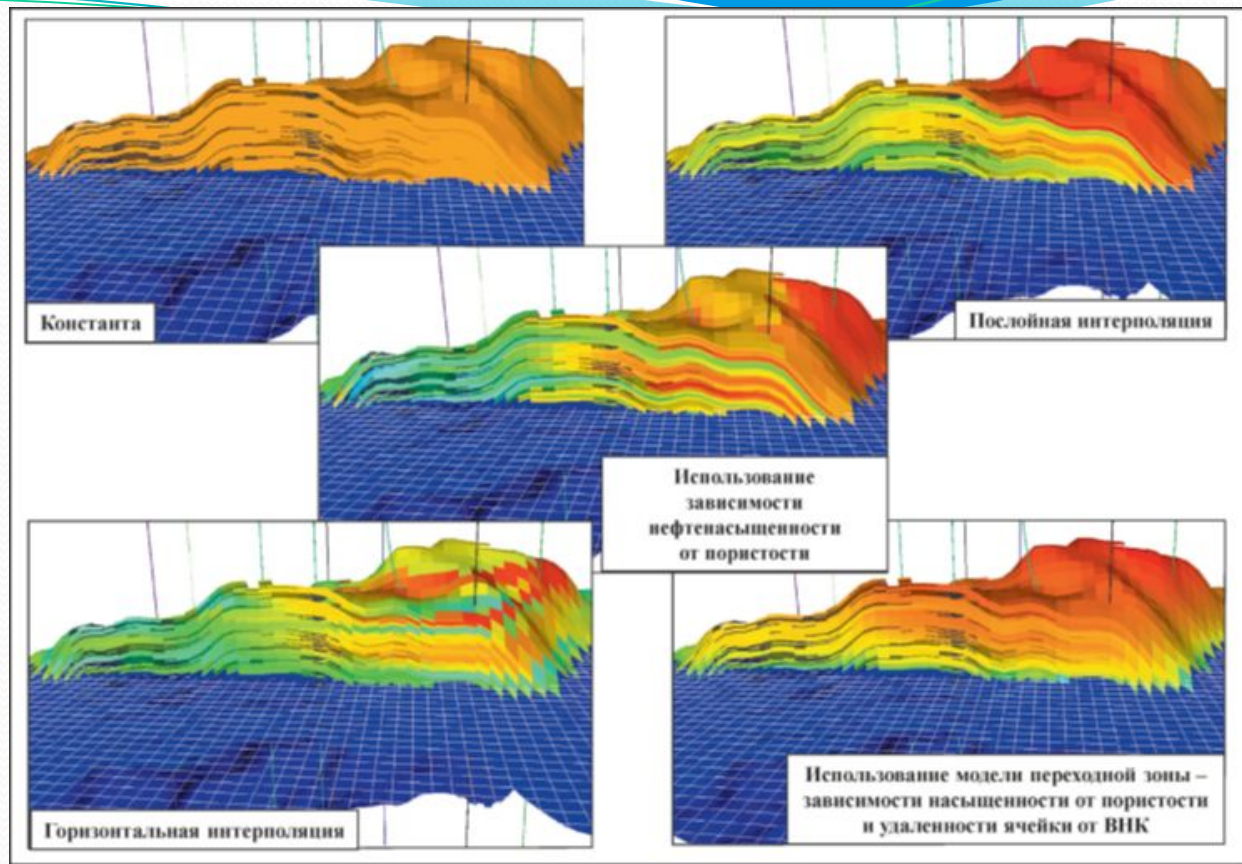 Константа
Послойная интерполяция
Использование
зависимости
нефтенасыщенности
от пористости
Горизонтальная интерполяция
Использование модели переходной зоны –
зависимости насыщенности от пористости
и удаленности ячейки от ВНК